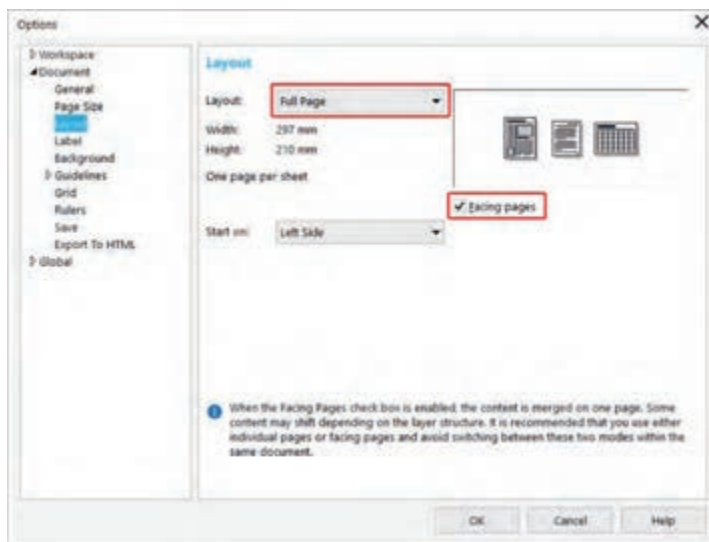 Options
Workspace
Document
General
Page Size
Layout
Label
Background
Guidelines
Grid
Rulers
Save
Export To HTML
Global
Layout
Layout: Full Page
Width: 297 mm
Height: 210 mm
One page per sheet
Facing pages
Start on: Left Side
When the Facing Pages check box is enabled, the content is merged on one page. Some
content may shift depending on the layer structure. It is recommended that you use either
individual pages or facing pages and avoid switching between these two modes within the
same document.
OK
Cancel
Help